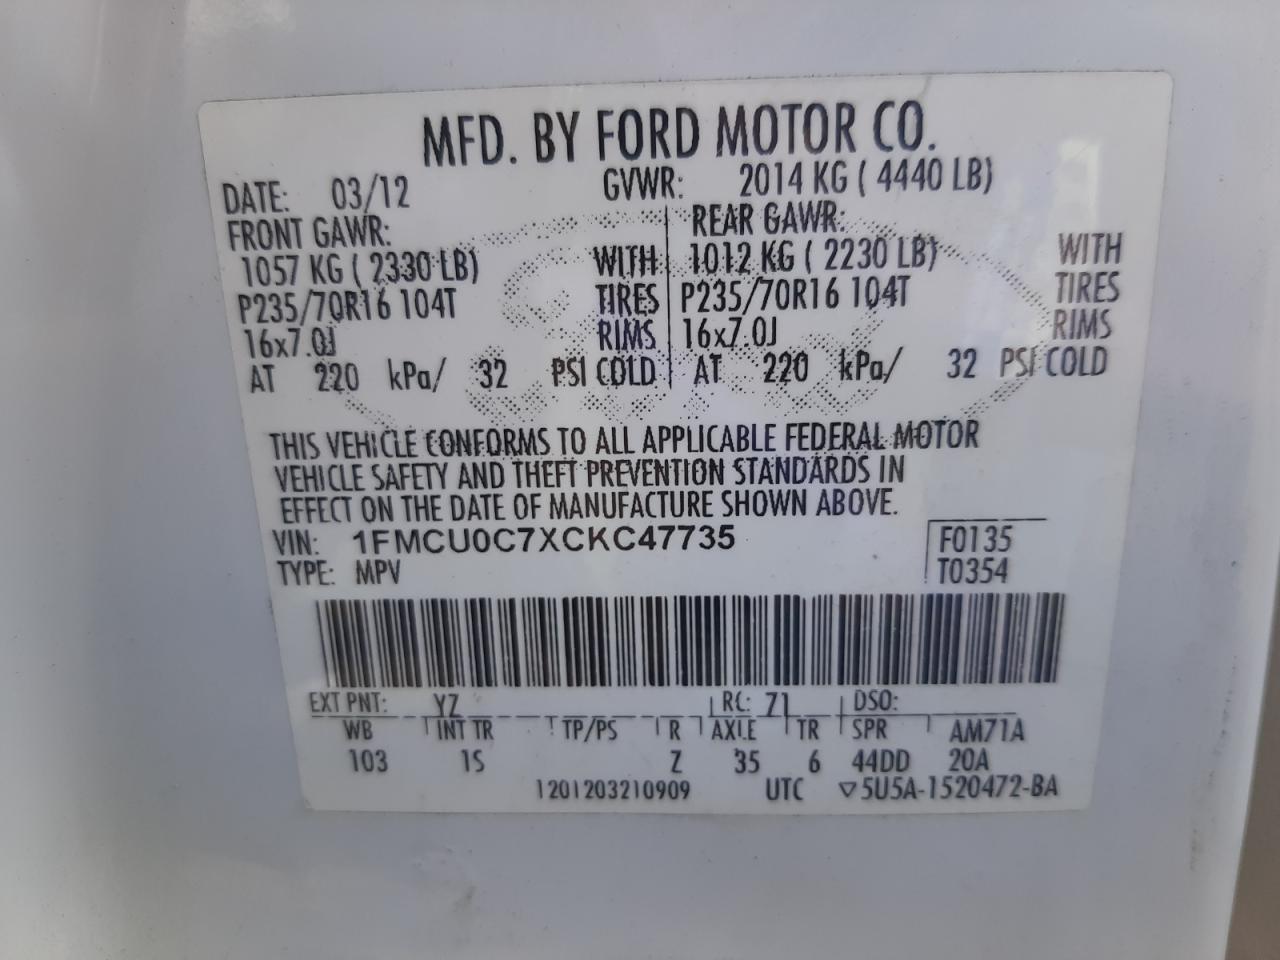 MFD. BY FORD MOTOR CO.
DATE: 03/12 GVWR: 2014 KG ( 4440 LB)
FRONT GAWR: REAR GAWR:
1057 KG ( 2330 LB) WITH 1012 KG ( 2230 LB) WITH
P235/70R16 104T TIRES P235/70R16 104T TIRES
16x7.0J RIMS 16x7.0J RIMS
AT 220 kPa/ 32 PSI COLD AT 220 kPa/ 32 PSI COLD
THIS VEHICLE CONFORMS TO ALL APPLICABLE FEDERAL MOTOR
VEHICLE SAFETY AND THEFT PREVENTION STANDARDS IN
EFFECT ON THE DATE OF MANUFACTURE SHOWN ABOVE.
VIN: 1FMCU0C7XCKC47735 F0135
TYPE: MPV T0354
EXT PNT: YZ RC: 71 DSO:
WB INT TR TP/PS R AXLE TR SPR AM71A
103 1S Z 35 6 44DD 20A
1201203210909 UTC ▽5U5A-1520472-BA